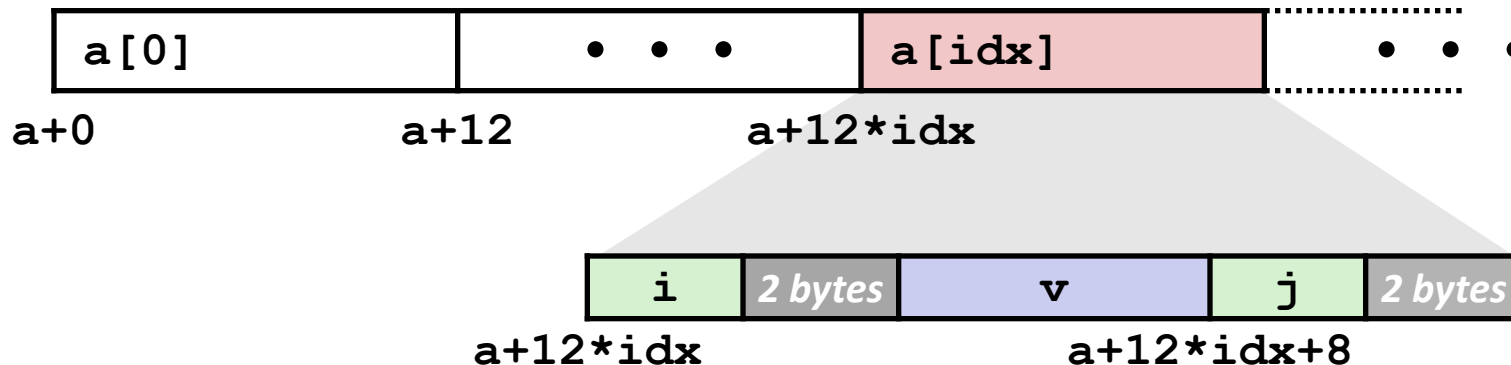 a[0] • • • a[idx] • • •
a+0 a+12 a+12*idx
i 2 bytes v j 2 bytes
a+12*idx a+12*idx+8